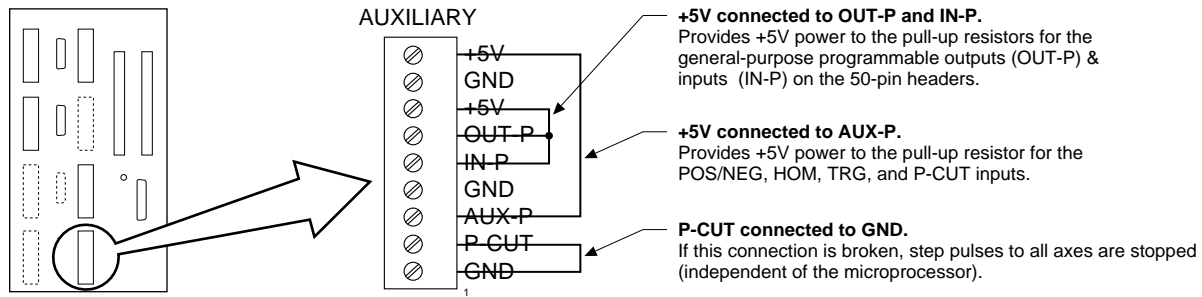 AUXILIARY
+5V
GND
+5V
OUT-P
IN-P
GND
AUX-P
P-CUT
GND
1
+5V connected to OUT-P and IN-P.
Provides +5V power to the pull-up resistors for the
general-purpose programmable outputs (OUT-P) &
inputs (IN-P) on the 50-pin headers.
+5V connected to AUX-P.
Provides +5V power to the pull-up resistor for the
POS/NEG, HOM, TRG, and P-CUT inputs.
P-CUT connected to GND.
If this connection is broken, step pulses to all axes are stopped
(independent of the microprocessor).